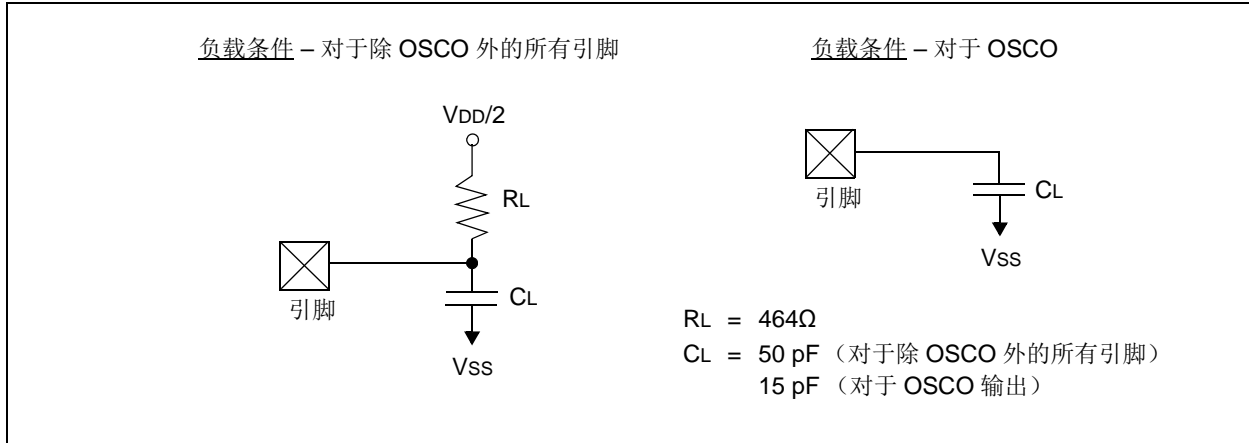 负载条件 – 对于除 OSCO 外的所有引脚
VDD/2
RL
引脚
CL
VSS
负载条件 – 对于 OSCO
引脚
CL
VSS
RL = 464Ω
CL = 50 pF （对于除 OSCO 外的所有引脚）
15 pF （对于 OSCO 输出）